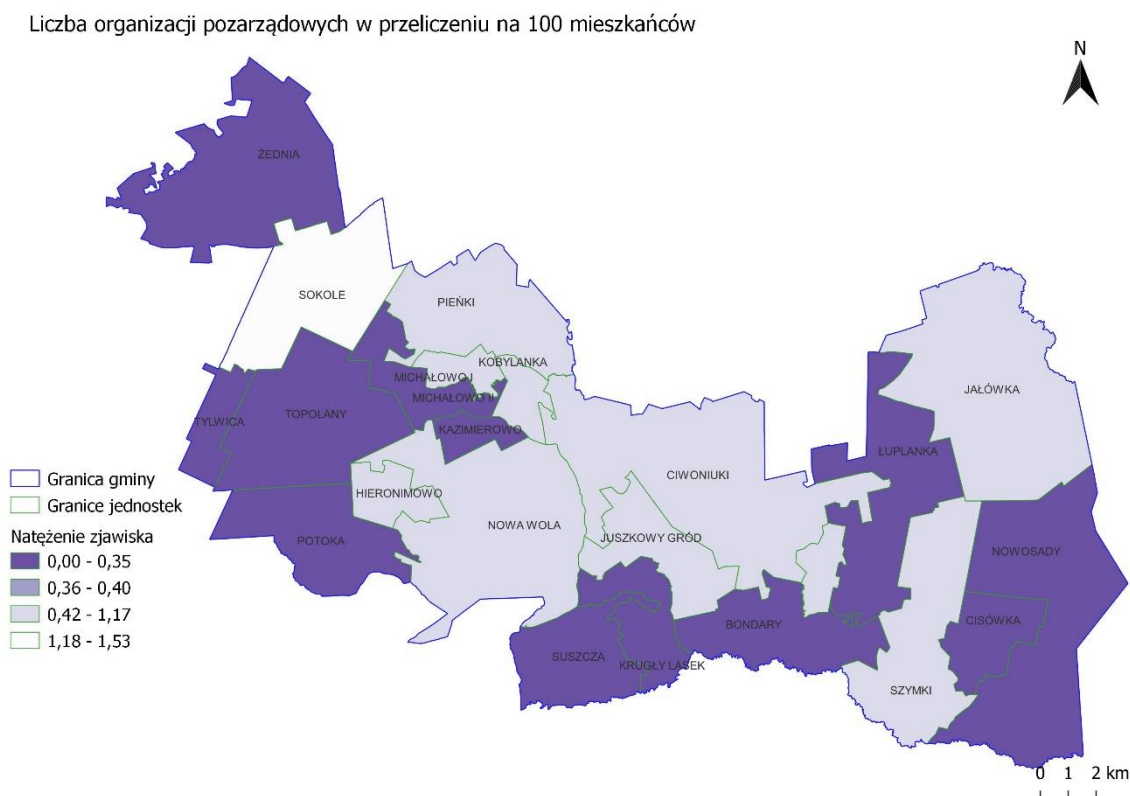 Liczba organizacji pozarządowych w przeliczeniu na 100 mieszkańców
N
ŻEDNIA
SOKOLE
PIEŃKI
KOBYLANKA
MICHAŁOWO I
MICHAŁOWO II
JAŁÓWKA
TYLWICA
TOPOLANY
KAZIMIEROWO
ŁUPLANKA
CIWONIUKI
HIERONIMOWO
NOWA WOLA
JUSZKOWY GRÓD
POTOKA
NOWOSADY
CISÓWKA
BONDARY
SUSZCZA
KRUGŁY LASEK
SZYMKI
Granica gminy
Granice jednostek
Natężenie zjawiska
0,00 - 0,35
0,36 - 0,40
0,42 - 1,17
1,18 - 1,53
0 1 2 km